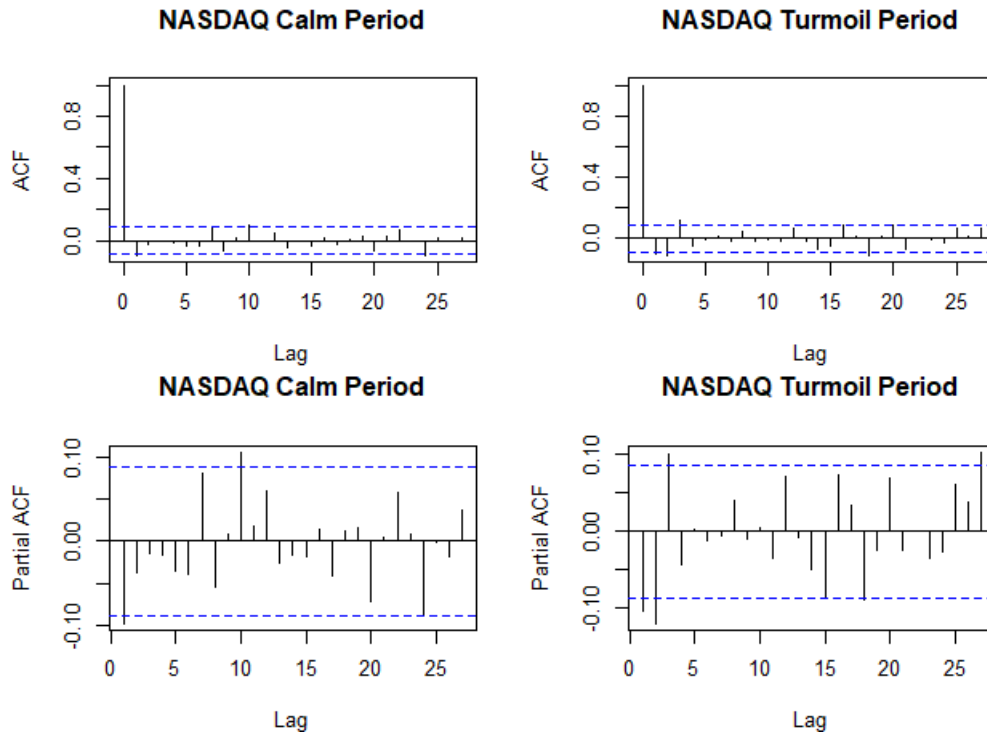 NASDAQ Calm Period
ACF
0.0 0.4 0.8
0 5 10 15 20 25
Lag
NASDAQ Turmoil Period
ACF
0.0 0.4 0.8
0 5 10 15 20 25
Lag
NASDAQ Calm Period
Partial ACF
-0.10 0.00 0.10
0 5 10 15 20 25
Lag
NASDAQ Turmoil Period
Partial ACF
-0.10 0.00 0.10
0 5 10 15 20 25
Lag